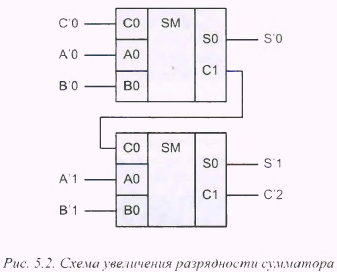 C'0 C0 SM
S0 S'0
A'0 A0
C1
B'0 B0
C0 SM
S0 S'1
A'1 A0
C1 C'2
B'1 B0
Рис. 5.2. Схема увеличения разрядности сумматора